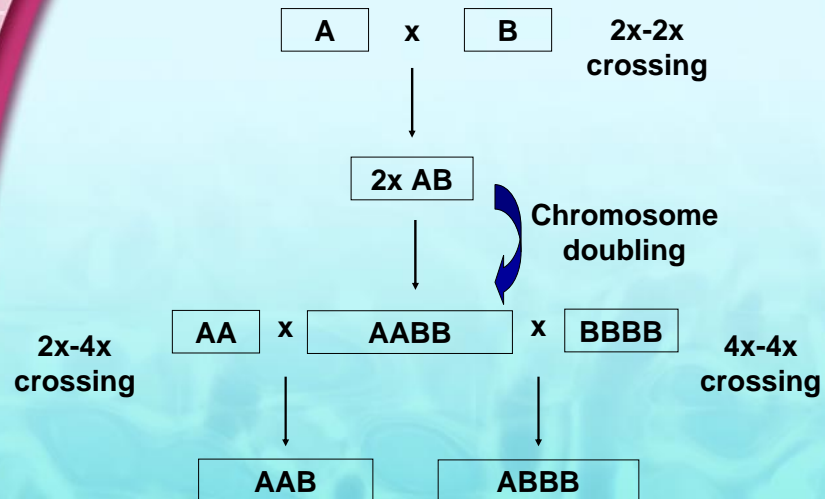 A x B 2x-2x
crossing
2x AB
Chromosome
doubling
AA x AABB x BBBB
2x-4x
crossing
4x-4x
crossing
AAB ABBB